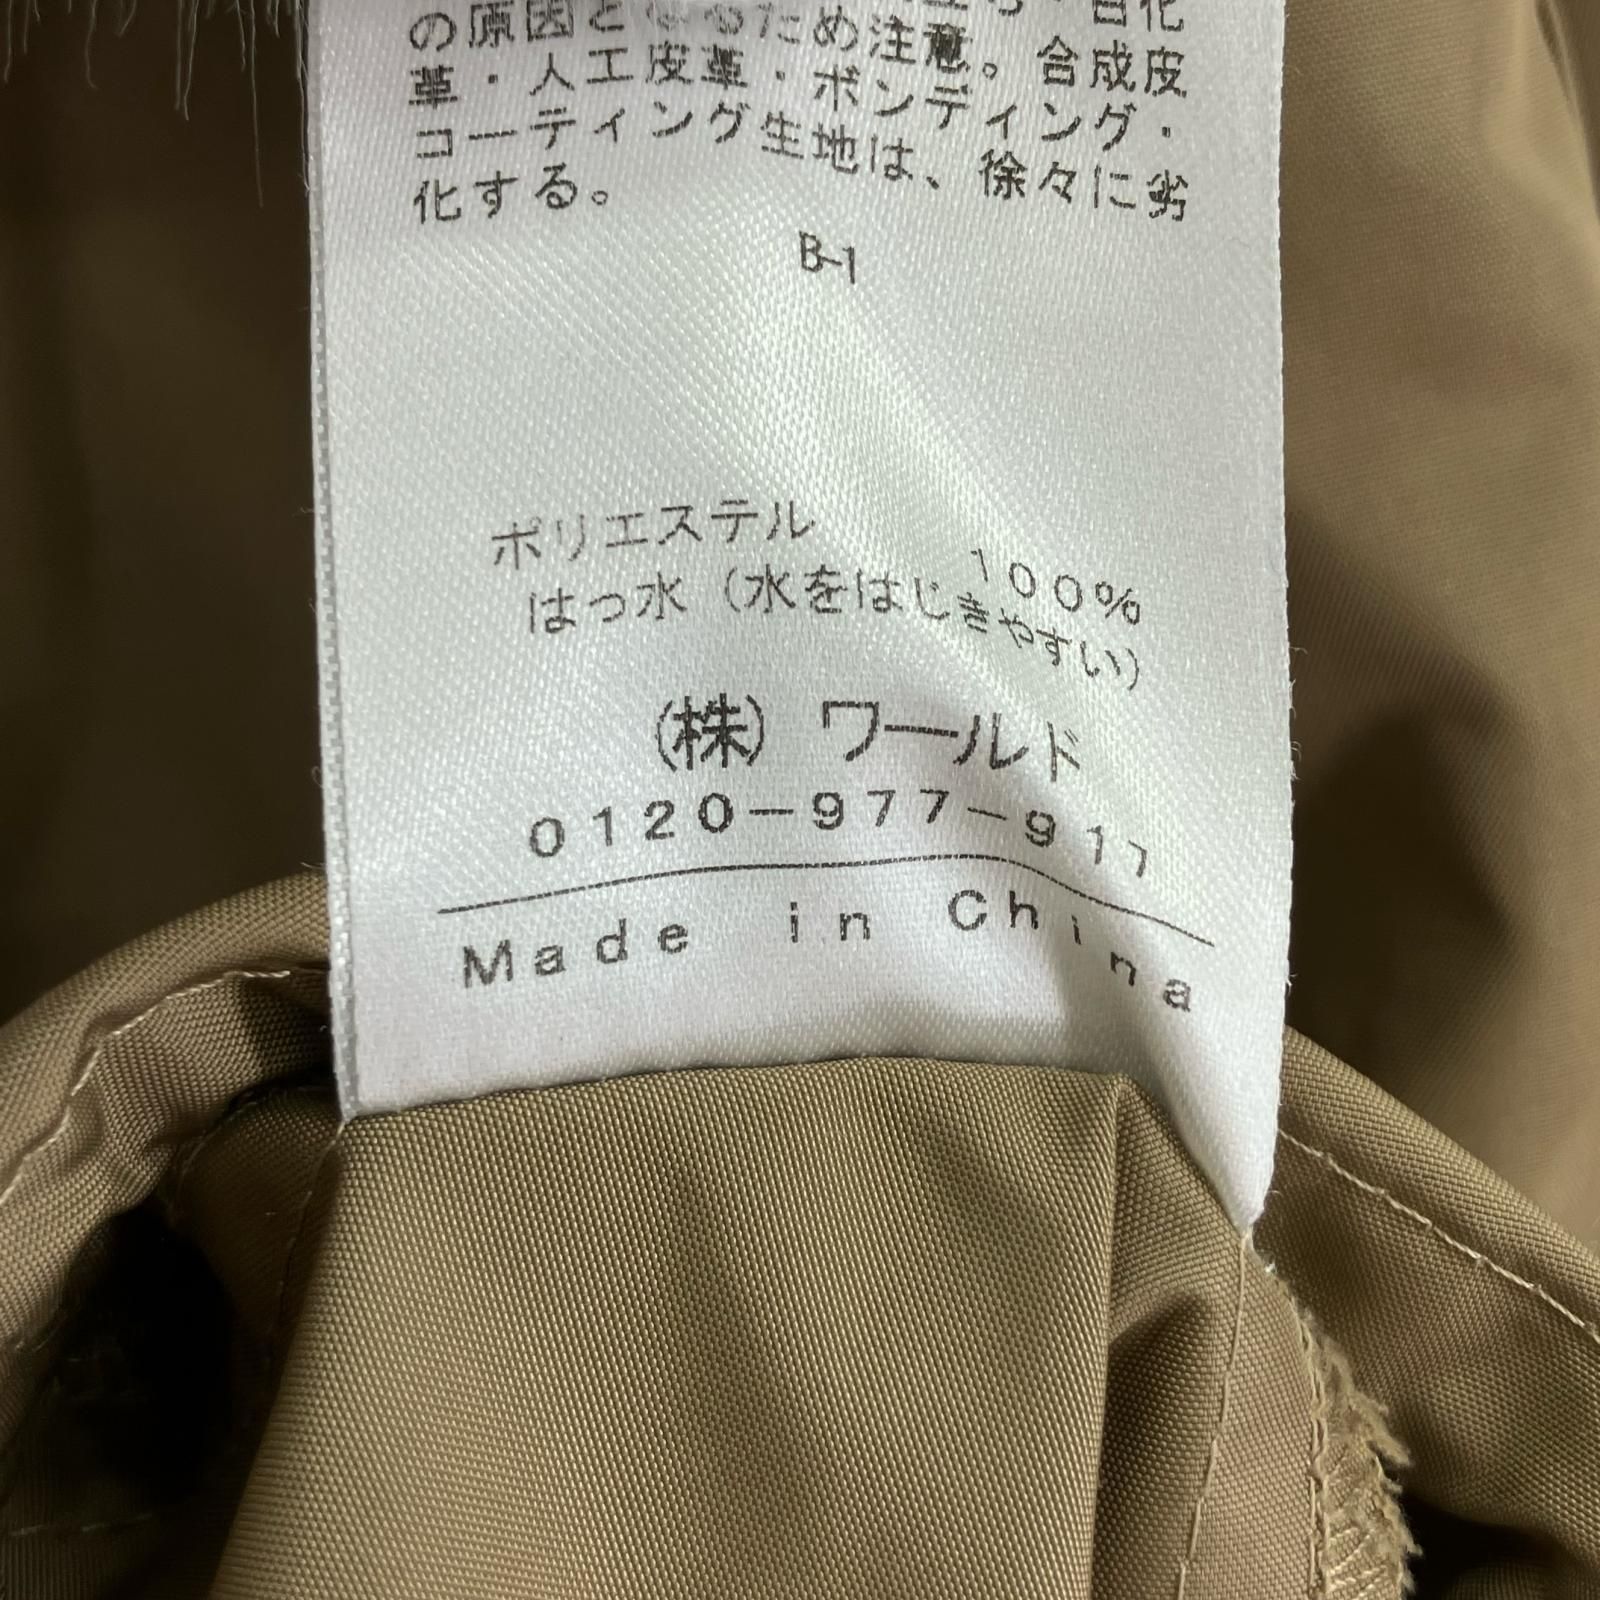 の原因となるため注意。合成皮
革・人工皮革・ボンディング・
コーティング生地は、徐々に劣
化する。
B-1
ポリエステル 100%
はっ水（水をはじきやすい）
(株) ワールド
0120-977-917
Made in China